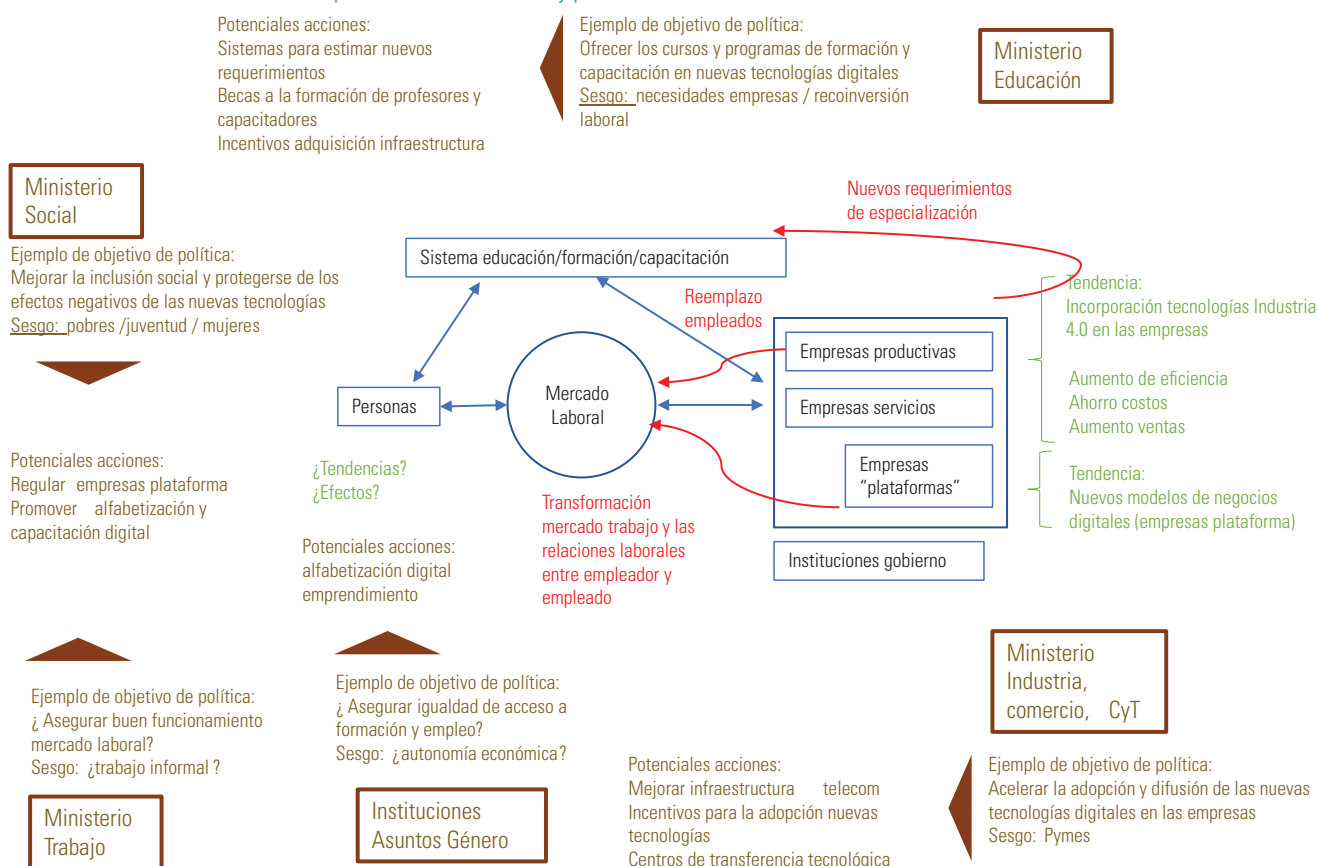 Potenciales acciones:
Sistemas para estimar nuevos
requerimientos
Becas a la formación de profesores y
capacitadores
Incentivos adquisición infraestructura
Ejemplo de objetivo de política:
Ofrecer los cursos y programas de formación y
capacitación en nuevas tecnologías digitales
Sesgo: necesidades empresas / recoinversión
laboral
Ministerio
Educación
Ministerio
Social
Ejemplo de objetivo de política:
Mejorar la inclusión social y protegerse de los
efectos negativos de las nuevas tecnologías
Sesgo: pobres /juventud / mujeres
Nuevos requerimientos
de especialización
Sistema educación/formación/capacitación
Reemplazo
empleados
Tendencia:
Incorporación tecnologías Industria
4.0 en las empresas
Aumento de eficiencia
Ahorro costos
Aumento ventas
Empresas productivas
Empresas servicios
Empresas
"plataformas"
Personas
Mercado
Laboral
Tendencia:
Nuevos modelos de negocios
digitales (empresas plataforma)
Potenciales acciones:
Regular empresas plataforma
Promover alfabetización y
capacitación digital
¿Tendencias?
¿Efectos?
Transformación
mercado trabajo y las
relaciones laborales
entre empleador y
empleado
Instituciones gobierno
Potenciales acciones:
alfabetización digital
emprendimiento
Ejemplo de objetivo de política:
¿ Asegurar buen funcionamiento
mercado laboral?
Sesgo: ¿trabajo informal ?
Ministerio
Trabajo
Ejemplo de objetivo de política:
¿ Asegurar igualdad de acceso a
formación y empleo?
Sesgo: ¿autonomía económica?
Instituciones
Asuntos Género
Ministerio
Industria,
comercio, CyT
Potenciales acciones:
Mejorar infraestructura telecom
Incentivos para la adopción nuevas
tecnologías
Centros de transferencia tecnológica
Ejemplo de objetivo de política:
Acelerar la adopción y difusión de las nuevas
tecnologías digitales en las empresas
Sesgo: Pymes